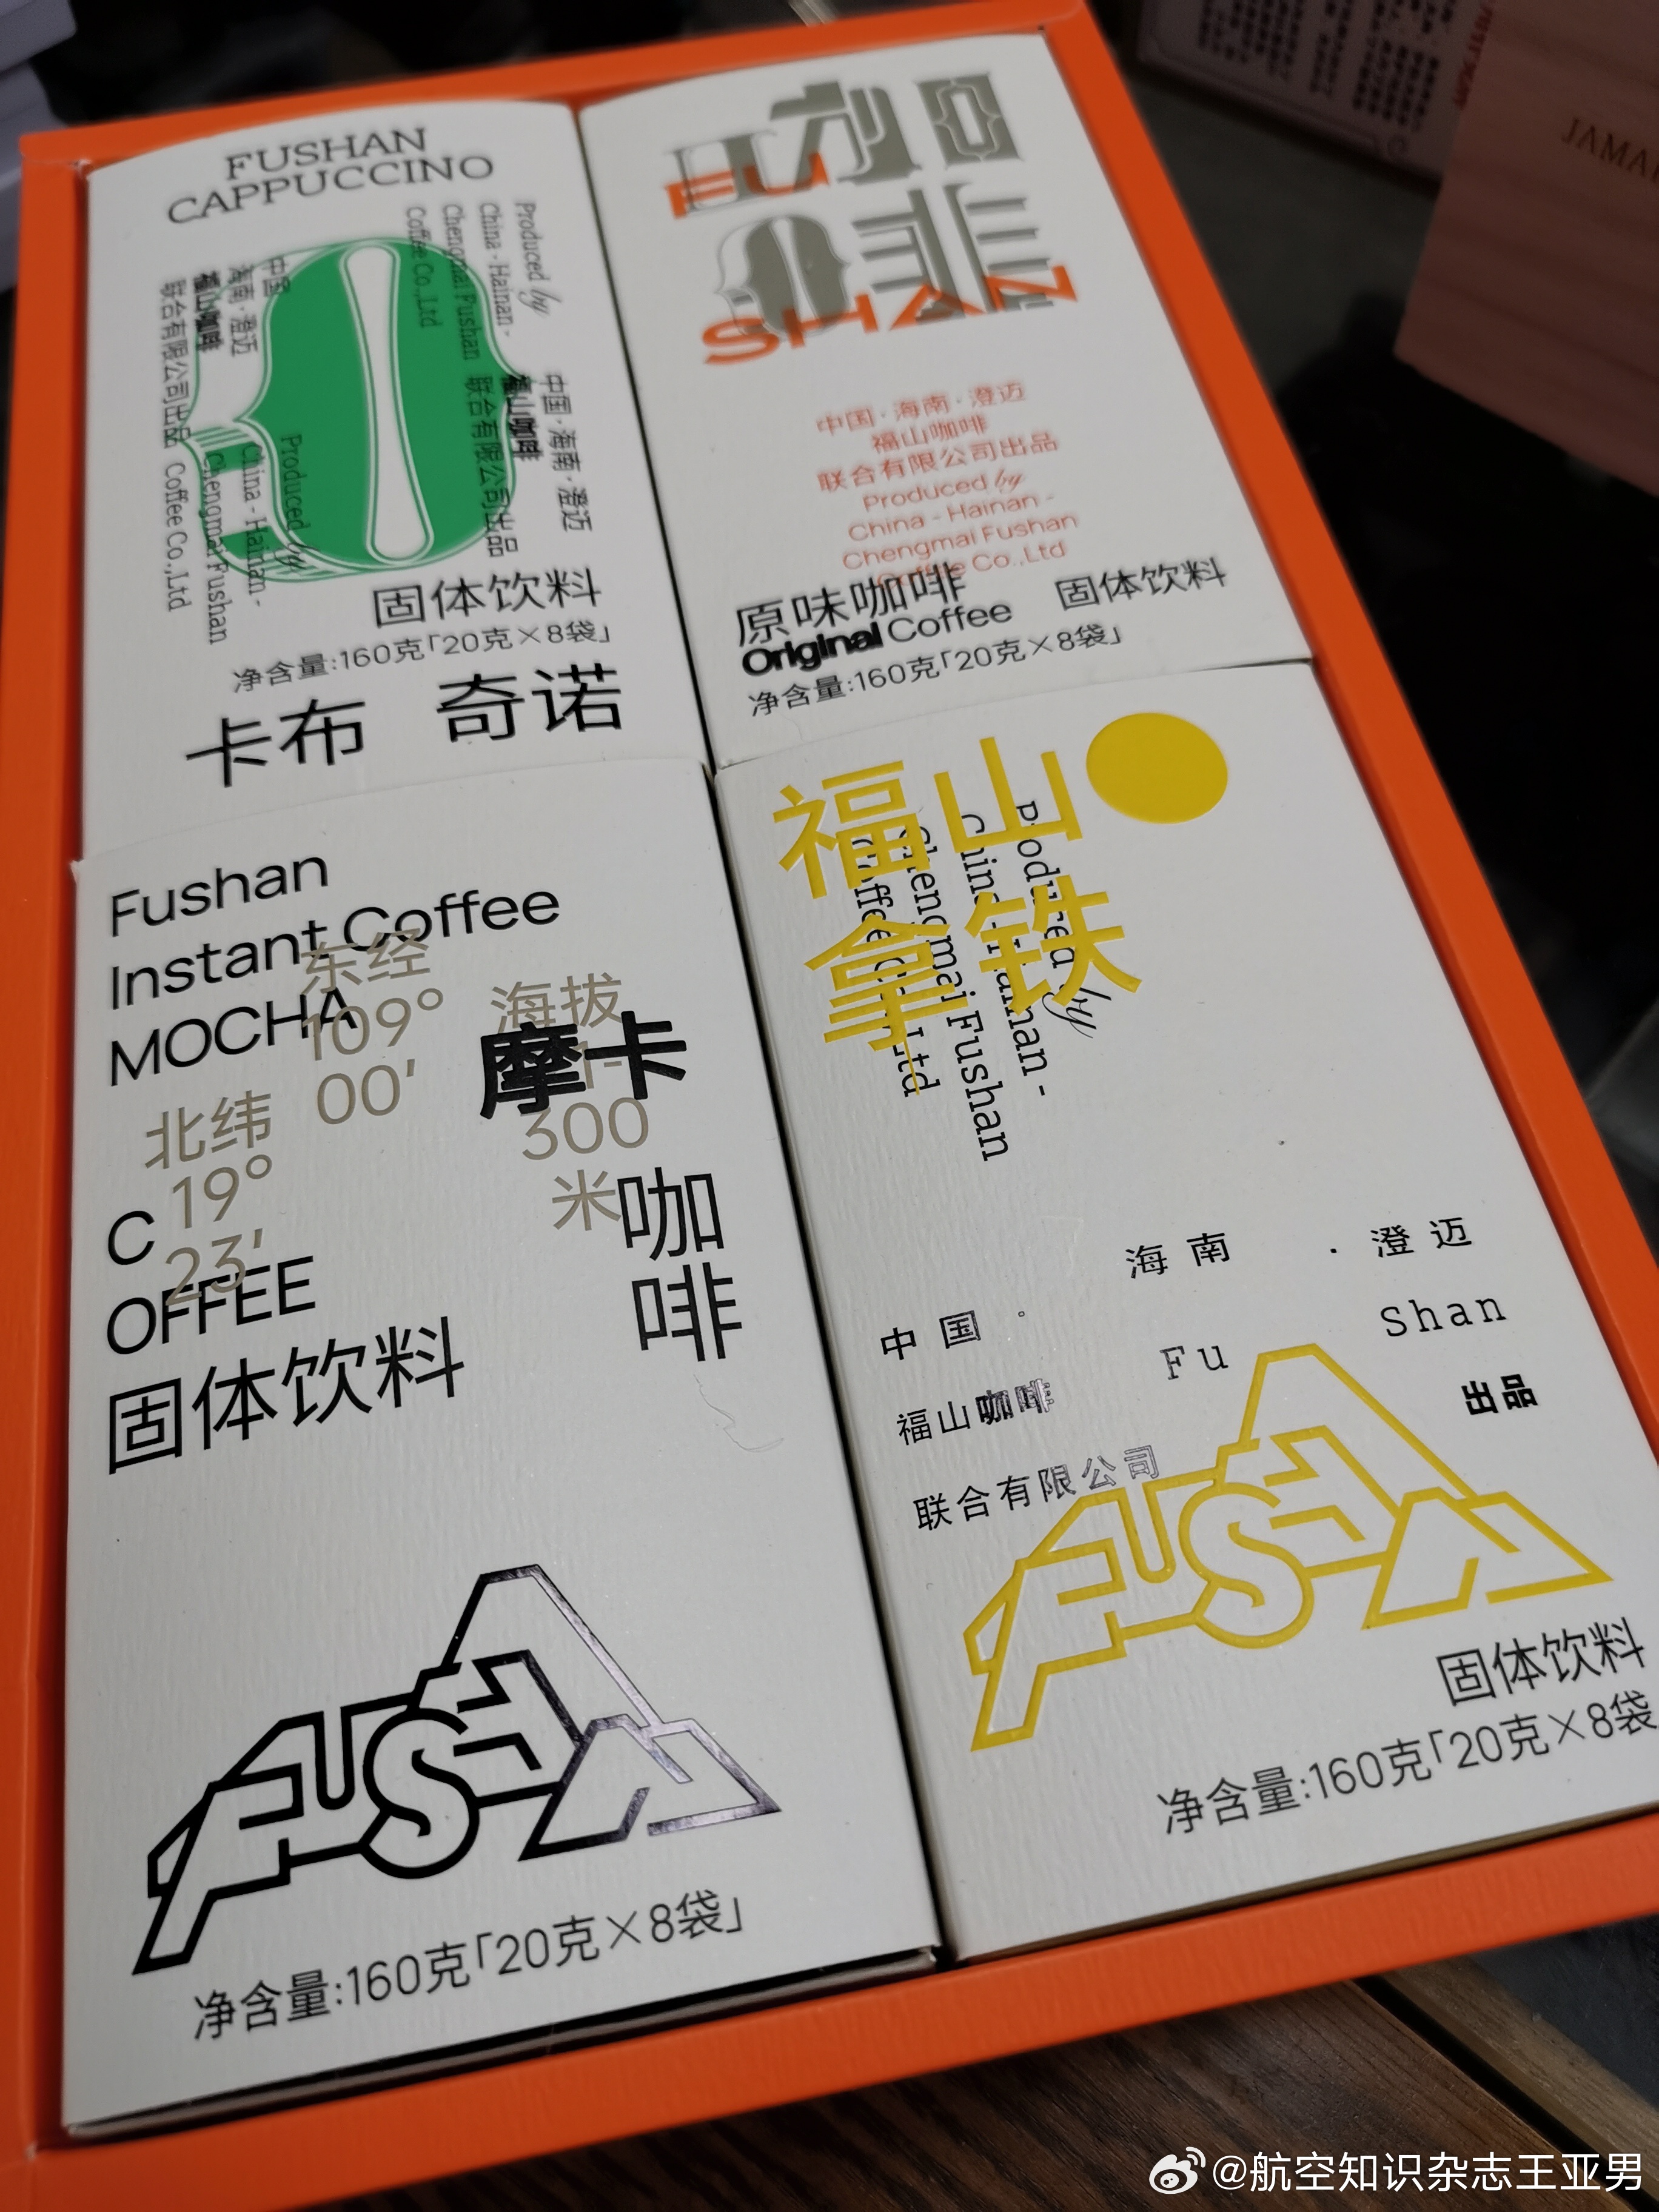 FUSHAN
CAPPUCCINO
Produced by
China - Hainan -
Chengmai Fushan
Coffee Co.,Ltd
中国
海南·澄迈
福山咖啡
联合有限公司出品
中国·海南·澄迈
福山咖啡
联合有限公司出品
Produced by
China - Hainan -
Chengmai Fushan
Coffee Co.,Ltd
固体饮料
净含量:160克「20克×8袋」
卡布 奇诺
咖
啡
FU
SHAN
中国·海南·澄迈
福山咖啡
联合有限公司出品
Produced by
China - Hainan -
Chengmai Fushan
Coffee Co.,Ltd
原味咖啡 固体饮料
Original Coffee
净含量:160克「20克×8袋」
Fushan
Instant Coffee
MOCHA
东经
109°
00′
海拔
1-
300
米
摩卡
咖
啡
北纬
19°
23′
C
OFFEE
固体饮料
FUSHAN
净含量:160克「20克×8袋」
福山
拿铁
Produced by
China - Hainan -
Chengmai Fushan
Coffee Co.,Ltd
中国· 海南 ·澄迈
Fu Shan
福山咖啡 出品
联合有限公司
FUSHAN
固体饮料
净含量:160克「20克×8袋
JAMA
@航空知识杂志王亚男